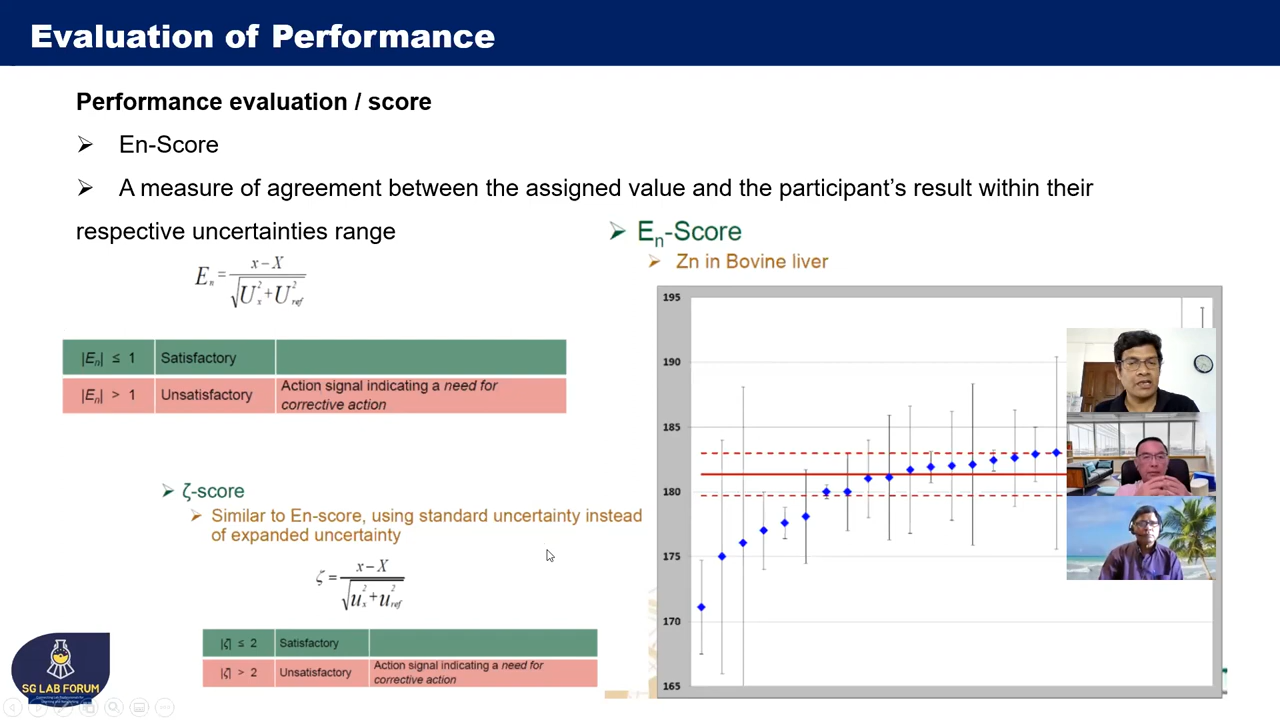 Evaluation of Performance
Performance evaluation / score
➢ En-Score
➢ A measure of agreement between the assigned value and the participant's result within their
respective uncertainties range
➢ En-Score
➢ Zn in Bovine liver
En = (x – X) / √(U²x + U²ref)
|En| ≤ 1 Satisfactory
|En| > 1 Unsatisfactory Action signal indicating a need for
corrective action
➢ ζ-score
➢ Similar to En-score, using standard uncertainty instead
of expanded uncertainty
ζ = (x – X) / √(u²x + u²ref)
|ζ| ≤ 2 Satisfactory
|ζ| > 2 Unsatisfactory Action signal indicating a need for
corrective action
195
190
185
180
175
170
165
SG LAB FORUM